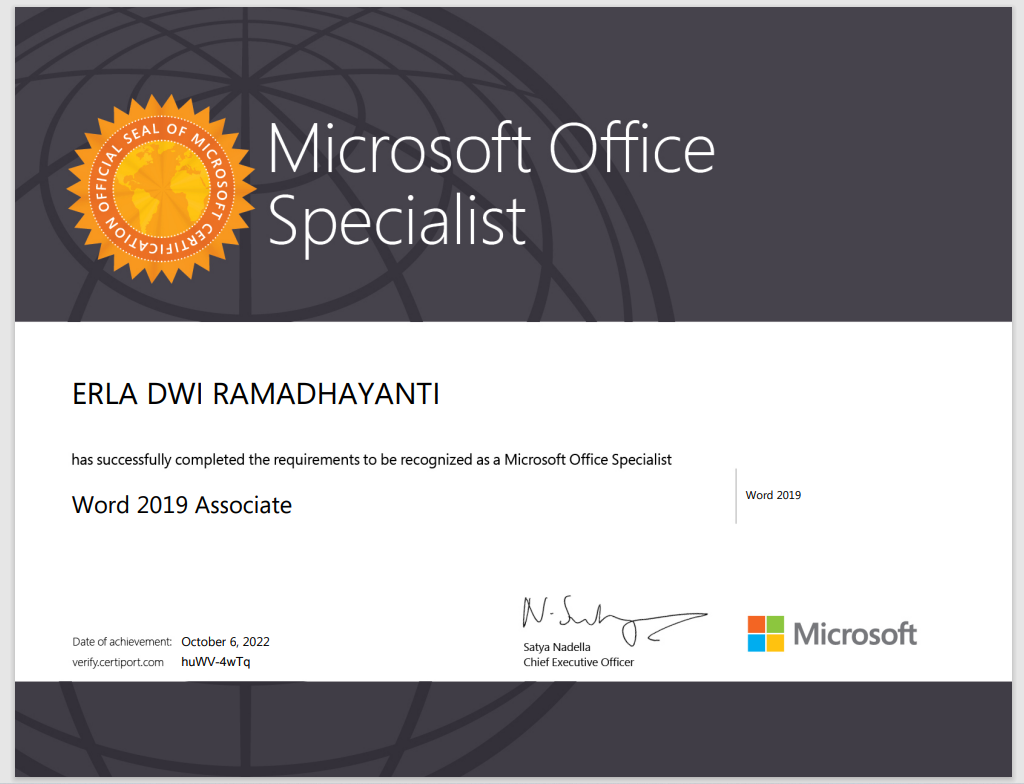 OFFICIAL SEAL OF MICROSOFT CERTIFICATION
Microsoft Office
Specialist
ERLA DWI RAMADHAYANTI
has successfully completed the requirements to be recognized as a Microsoft Office Specialist
Word 2019 Associate
Word 2019
Date of achievement: October 6, 2022
verify.certiport.com huWV-4wTq
Satya Nadella
Chief Executive Officer
Microsoft